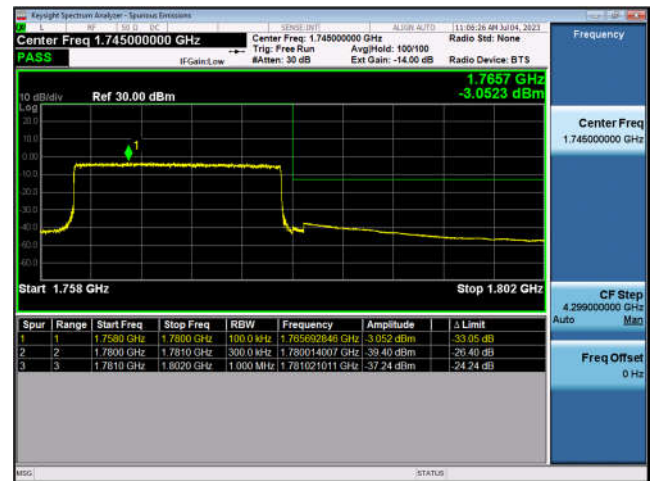 Keysight Spectrum Analyzer - Spurious Emissions
L RF 50 Ω DC SENSE:INT ALIGN AUTO 11:06:26 AM Jul 04, 2023
Center Freq 1.745000000 GHz Center Freq: 1.745000000 GHz Radio Std: None
Trig: Free Run Avg|Hold: 100/100
PASS IFGain:Low #Atten: 30 dB Ext Gain: -14.00 dB Radio Device: BTS
1.7657 GHz
10 dB/div Ref 30.00 dBm -3.0523 dBm
Log
20.0
10.0
1
0.00
-10.0
-20.0
-30.0
-40.0
-50.0
-60.0
Start 1.758 GHz Stop 1.802 GHz
Spur Range Start Freq Stop Freq RBW Frequency Amplitude Δ Limit
1 1 1.7580 GHz 1.7800 GHz 100.0 kHz 1.765692846 GHz -3.052 dBm -33.05 dB
2 2 1.7800 GHz 1.7810 GHz 300.0 kHz 1.780014007 GHz -39.40 dBm -26.40 dB
3 3 1.7810 GHz 1.8020 GHz 1.000 MHz 1.781021011 GHz -37.24 dBm -24.24 dB
MSG STATUS
Frequency
Center Freq
1.745000000 GHz
CF Step
4.299000000 GHz
Auto Man
Freq Offset
0 Hz